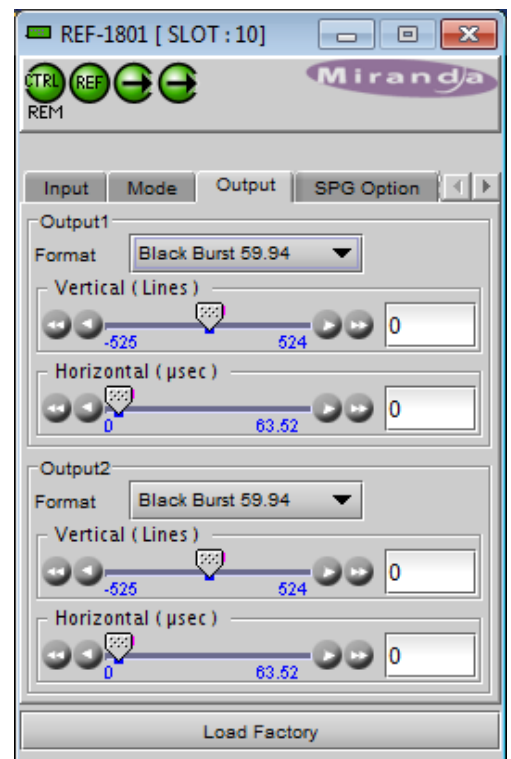 REF-1801 [ SLOT : 10]
CTRL REF
REM
Miranda
Input Mode Output SPG Option
Output1
Format Black Burst 59.94
Vertical ( Lines )
0
-525 524
Horizontal ( µsec )
0
0 63.52
Output2
Format Black Burst 59.94
Vertical ( Lines )
0
-525 524
Horizontal ( µsec )
0
0 63.52
Load Factory